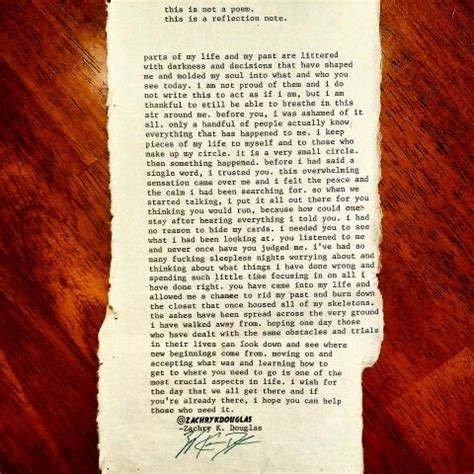 this is not a poem.
this is a reflection note.
parts of my life and my past are littered
with darkness and decisions that have shaped
me and molded my soul into what and who you
see today. i am not proud of them and i do
not write this to act as if i am, but i am
thankful to still be able to breathe in this
air around me. before you, i was ashamed of it
all. only a handful of people actually know
everything that has happened to me. i keep
pieces of my life to myself and to those who
make up my circle. it is a very small circle.
then something happened. before i had said a
single word, i trusted you. this overwhelming
sensation came over me and i felt the peace and
the calm i had been searching for. so when we
started talking, i put it all out there for you
thinking you would run, because how could one
stay after hearing everything i told you. i had
no reason to hide my cards. i needed you to see
what i had been looking at. you listened to me
and never once have you judged me. i've had so
many fucking sleepless nights worrying about and
thinking about what things i have done wrong and
spending such little time focusing in on all i
have done right. you have came into my life and
allowed me a chance to rid my past and burn down
the closet that once housed all of my skeletons.
the ashes have been spread across the very ground
i have walked away from. hoping one day those
who have dealt with the same obstacles and trials
in their lives can look down and see where
new beginnings come from. moving on and
accepting what was and learning how to
get to where you need to go is one of the
most crucial aspects in life. i wish for
the day that we all get there and if
you're already there, i hope you can help
those who need it.
@ZACHRYKDOUGLAS
-Zachry K. Douglas